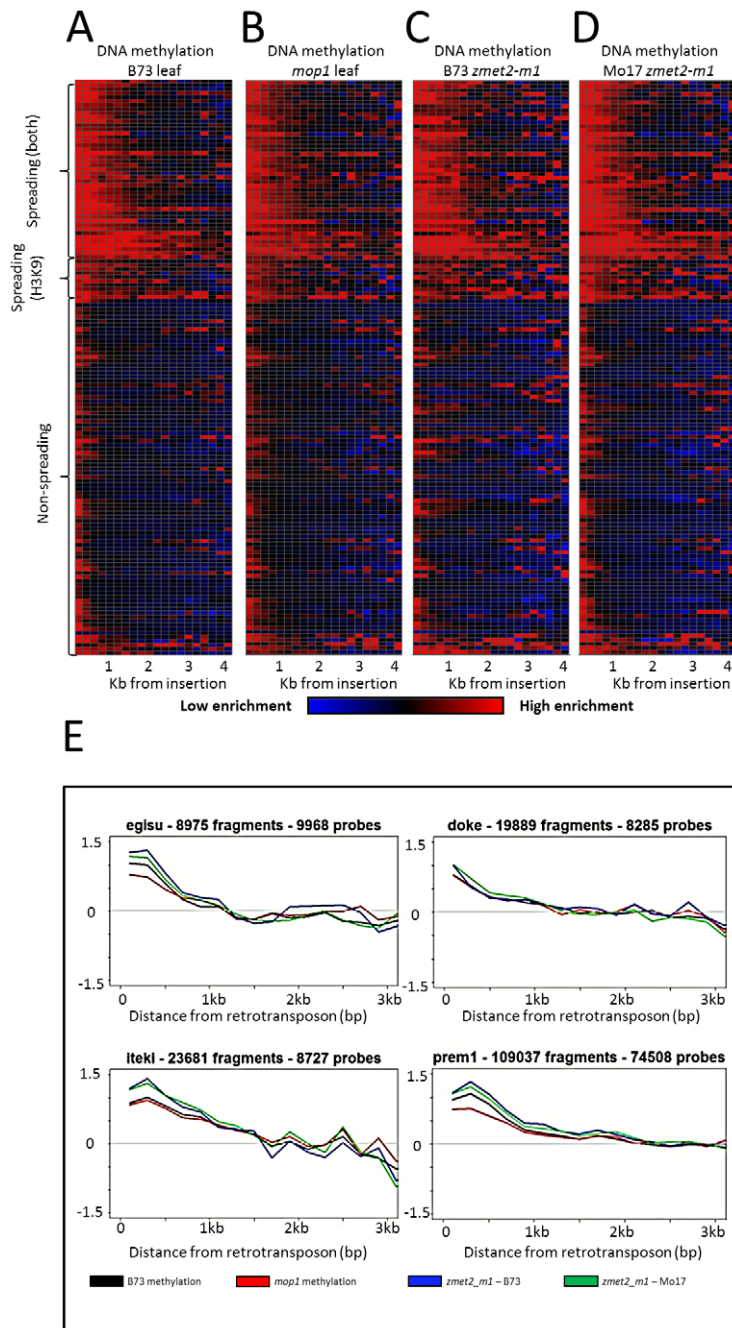 A
B
C
D
DNA methylation
B73 leaf
DNA methylation
mop1 leaf
DNA methylation
B73 zmet2-m1
DNA methylation
Mo17 zmet2-m1
Spreading (both)
Spreading
(H3K9)
Non-spreading
1 2 3 4
1 2 3 4
1 2 3 4
1 2 3 4
Kb from insertion
Kb from insertion
Kb from insertion
Kb from insertion
Low enrichment
High enrichment
E
egisu - 8975 fragments - 9968 probes
1.5
0
-1.5
0 1kb 2kb 3kb
Distance from retrotransposon (bp)
doke - 19889 fragments - 8285 probes
1.5
0
-1.5
0 1kb 2kb 3kb
Distance from retrotransposon (bp)
iteki - 23681 fragments - 8727 probes
1.5
0
-1.5
0 1kb 2kb 3kb
Distance from retrotransposon (bp)
prem1 - 109037 fragments - 74508 probes
1.5
0
-1.5
0 1kb 2kb 3kb
Distance from retrotransposon (bp)
B73 methylation
mop1 methylation
zmet2_m1 – B73
zmet2_m1 – Mo17